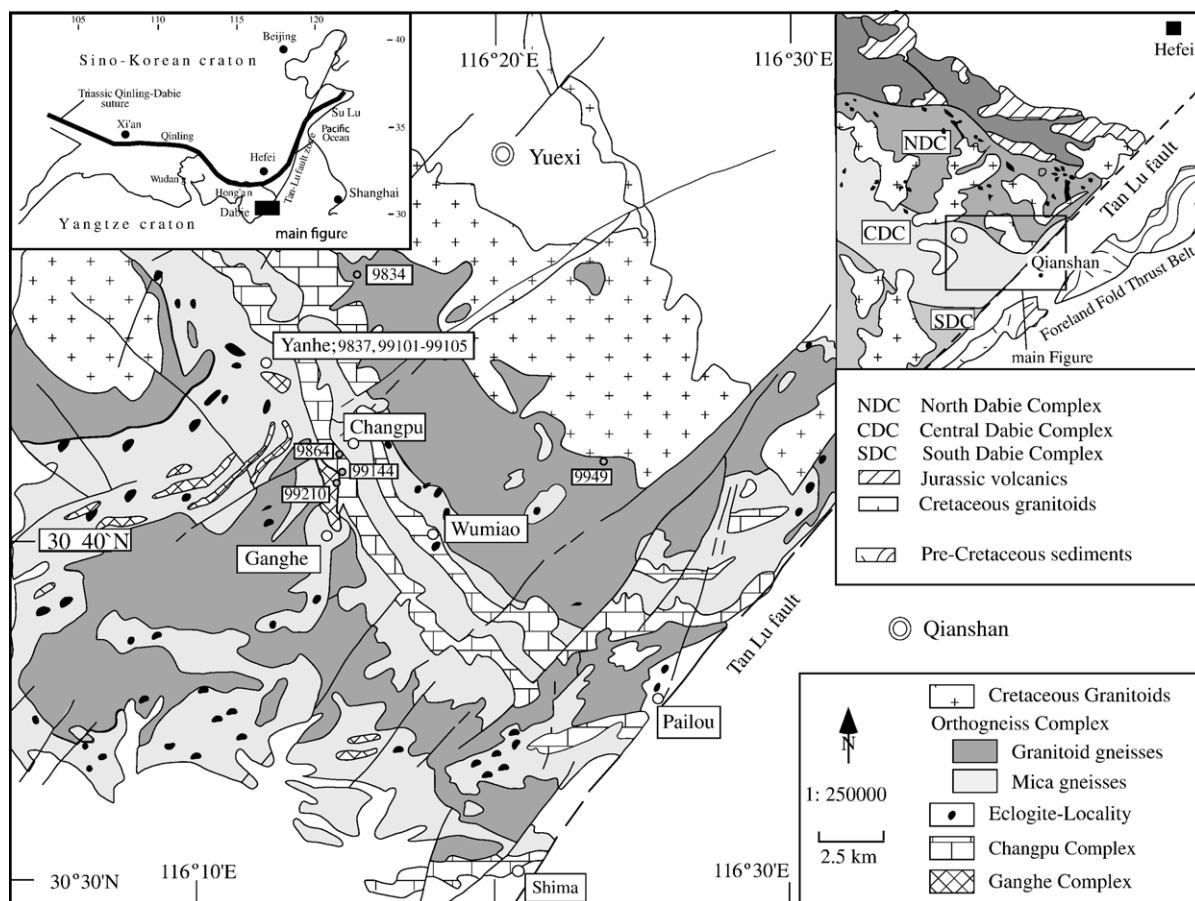 105
110
115
120
40
35
30
Beijing
Sino-Korean craton
Triassic Qinling-Dabie
suture
Xi'an
Qinling
Su Lu
Pacific
Ocean
Tan-Lu fault zone
Hefei
Wudang
Hong'an
Dabie
Shanghai
Yangtze craton
main figure
116°20`E
116°30`E
Yuexi
9834
Yanhe; 9837, 99101-99105
Changpu
9864
99144
99210
9949
Wumiao
Ganghe
30 40`N
Tan Lu fault
Pailou
Shima
30°30'N
116°10'E
116°30'E
Hefei
NDC
CDC
SDC
Tan Lu fault
Qianshan
Foreland Fold Thrust Belt
main Figure
NDC North Dabie Complex
CDC Central Dabie Complex
SDC South Dabie Complex
Jurassic volcanics
Cretaceous granitoids
Pre-Cretaceous sediments
Qianshan
N
1: 250000
2.5 km
Cretaceous Granitoids
Orthogneiss Complex
Granitoid gneisses
Mica gneisses
Eclogite-Locality
Changpu Complex
Ganghe Complex